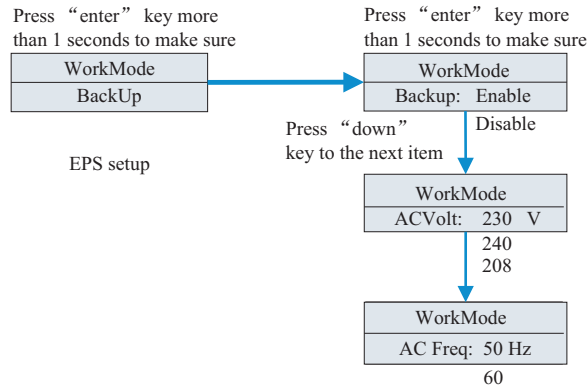 Press “enter” key more
than 1 seconds to make sure
WorkMode
BackUp
EPS setup
Press “enter” key more
than 1 seconds to make sure
WorkMode
Backup: Enable
Disable
Press “down”
key to the next item
WorkMode
ACVolt: 230 V
240
208
WorkMode
AC Freq: 50 Hz
60